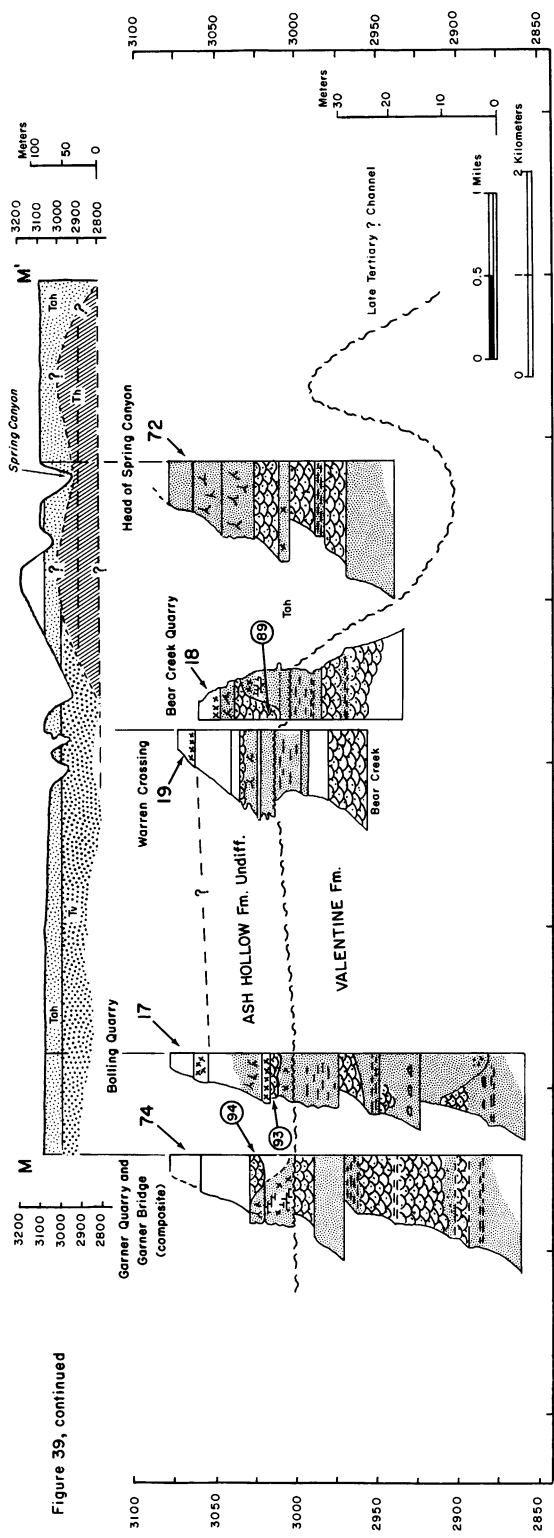 Figure 39, continued
M
M'
3200
3100
3000
2900
2800
3200
3100
3000
2900
2800
Meters
100
50
0
Spring Canyon
Toh
Tv
Th
Toh
?
?
?
?
Garner Quarry and
Garner Bridge
(composite)
74
94
Bolling Quarry
17
93
Warren Crossing
19
Bear Creek Quarry
18
89
Head of Spring Canyon
72
?
ASH HOLLOW FM. Undiff.
VALENTINE Fm.
Bear Creek
Toh
Late Tertiary ? Channel
3100
3050
3000
2950
2900
2850
3100
3050
3000
2950
2900
2850
Meters
30
20
10
0
0 0.5 1 Miles
0 1 2 Kilometers